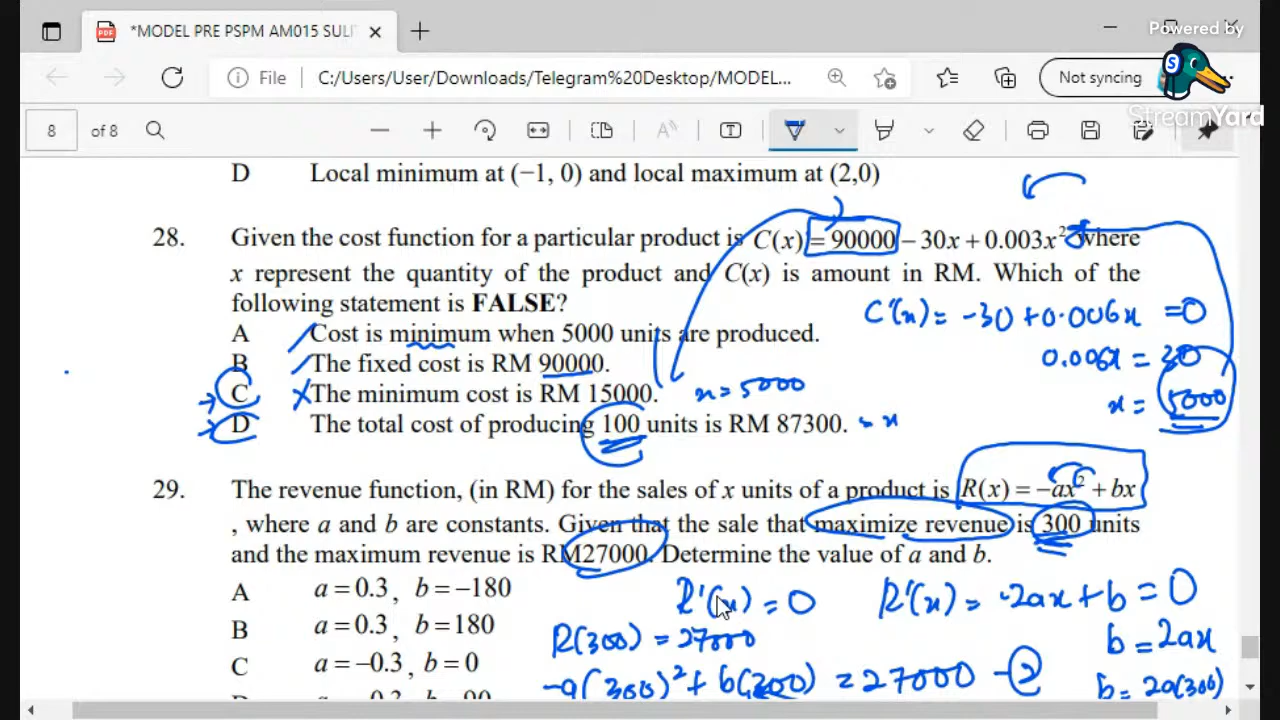 Powered by
StreamYard
*MODEL PRE PSPM AM015 SULI
File
C:/Users/User/Downloads/Telegram%20Desktop/MODEL...
Not syncing
8 of 8
D Local minimum at (−1, 0) and local maximum at (2,0)
28. Given the cost function for a particular product is C(x) = 90000 − 30x + 0.003x² where
x represent the quantity of the product and C(x) is amount in RM. Which of the
following statement is FALSE?
C'(x) = -30 + 0.006x = 0
A Cost is minimum when 5000 units are produced.
0.006x = 30
B The fixed cost is RM 90000.
C The minimum cost is RM 15000. x = 5000
x = 5000
D The total cost of producing 100 units is RM 87300. = x
29. The revenue function, (in RM) for the sales of x units of a product is R(x) = −ax² + bx
, where a and b are constants. Given that the sale that maximize revenue is 300 units
and the maximum revenue is RM27000. Determine the value of a and b.
A a = 0.3, b = −180
R'(x) = 0 R'(x) = -2ax + b = 0
B a = 0.3, b = 180
R(300) = 27000
b = 2ax
C a = −0.3, b = 0
-a(300)² + b(300) = 27000 - ②
b = 2a(300)